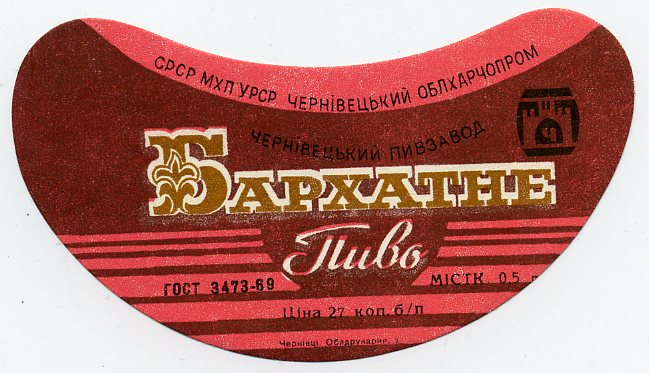 СРСР МХП УРСР ЧЕРНІВЕЦЬКИЙ ОБЛХАРЧОПРОМ
ЧЕРНІВЕЦЬКИЙ ПИВЗАВОД
БАРХАТНЕ
Пиво
ГОСТ 3473-69
МІСТК. 0,5 л
Ціна 27 коп. б/п
Чернівці Облдрукарня